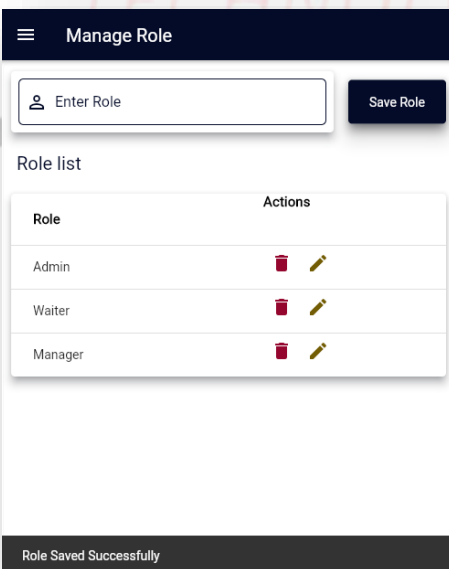 Manage Role
Enter Role
Save Role
Role list
Actions
Role
Admin
Waiter
Manager
Role Saved Successfully